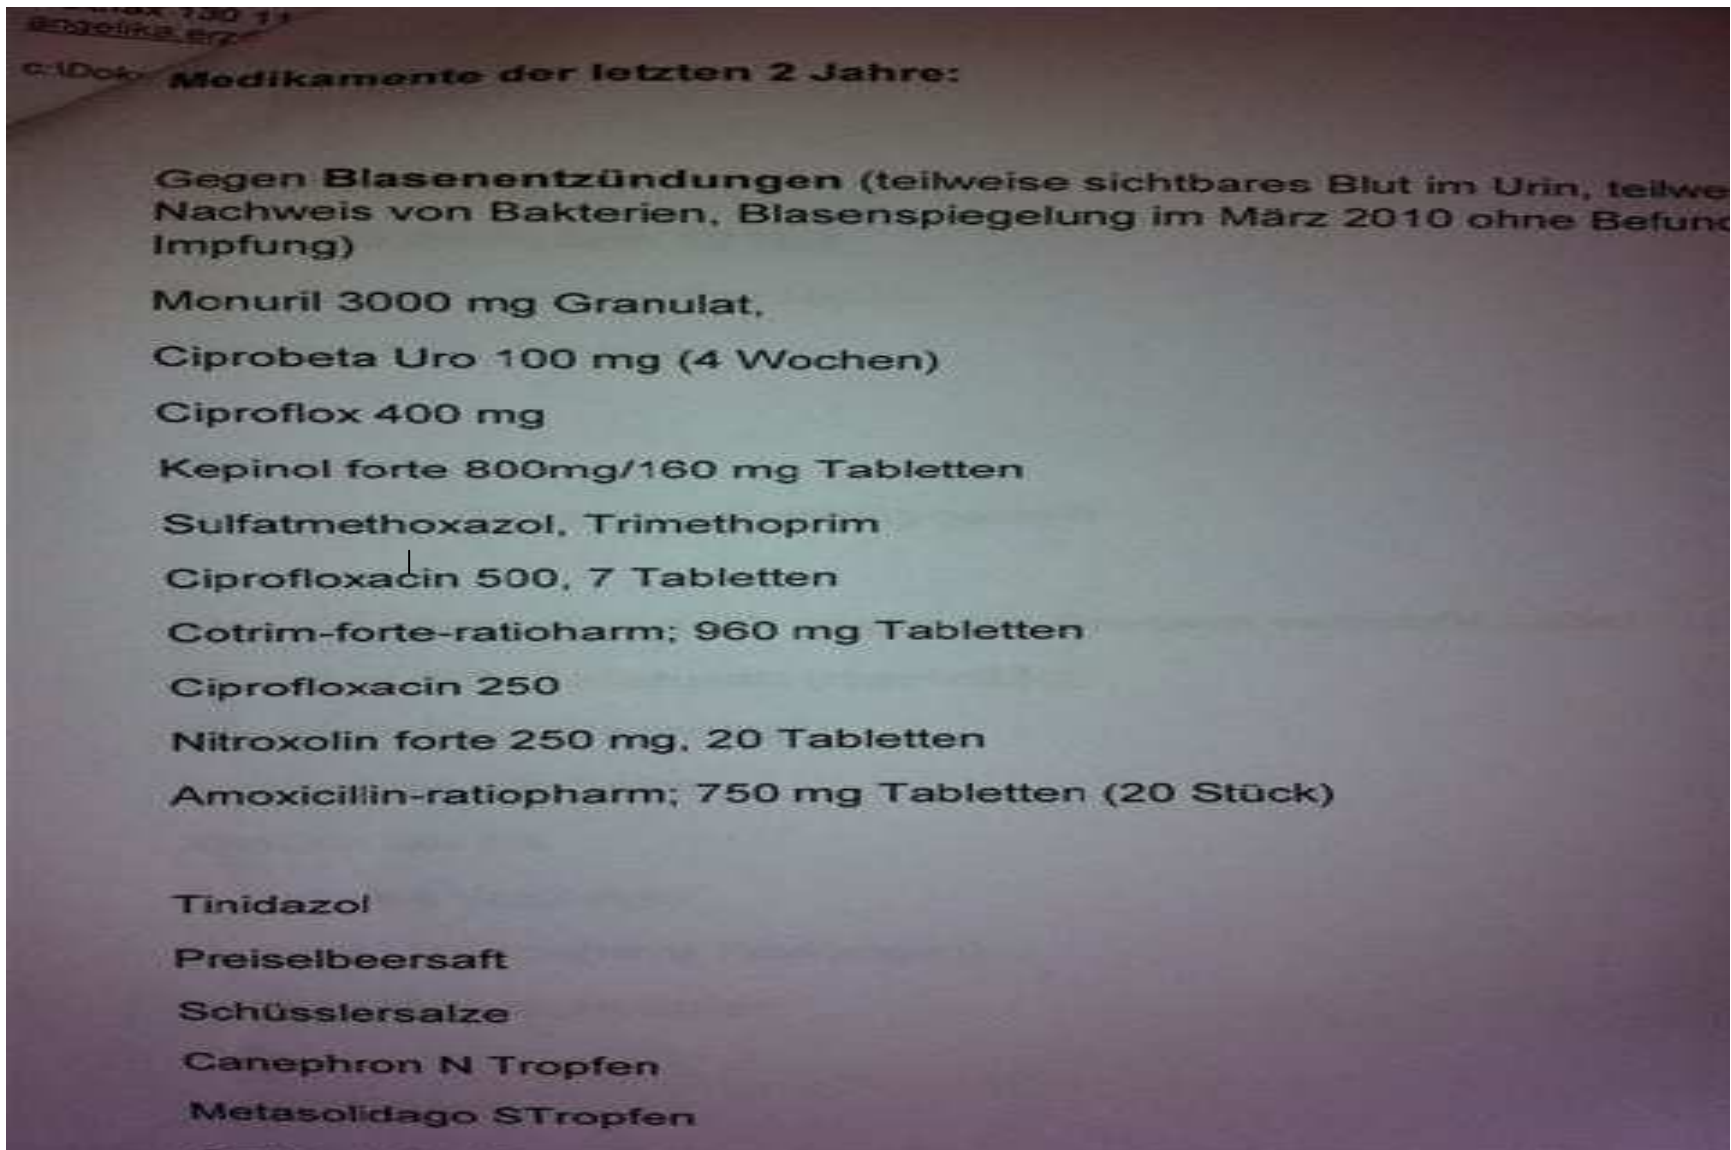 c:\Doku
Medikamente der letzten 2 Jahre:
Gegen Blasenentzündungen (teilweise sichtbares Blut im Urin, teilwe
Nachweis von Bakterien, Blasenspiegelung im März 2010 ohne Befund
Impfung)
Monuril 3000 mg Granulat,
Ciprobeta Uro 100 mg (4 Wochen)
Ciproflox 400 mg
Kepinol forte 800mg/160 mg Tabletten
Sulfatmethoxazol, Trimethoprim
Ciprofloxacin 500, 7 Tabletten
Cotrim-forte-ratioharm; 960 mg Tabletten
Ciprofloxacin 250
Nitroxolin forte 250 mg, 20 Tabletten
Amoxicillin-ratiopharm; 750 mg Tabletten (20 Stück)
Tinidazol
Preiselbeersaft
Schüsslersalze
Canephron N Tropfen
Metasolidago STropfen